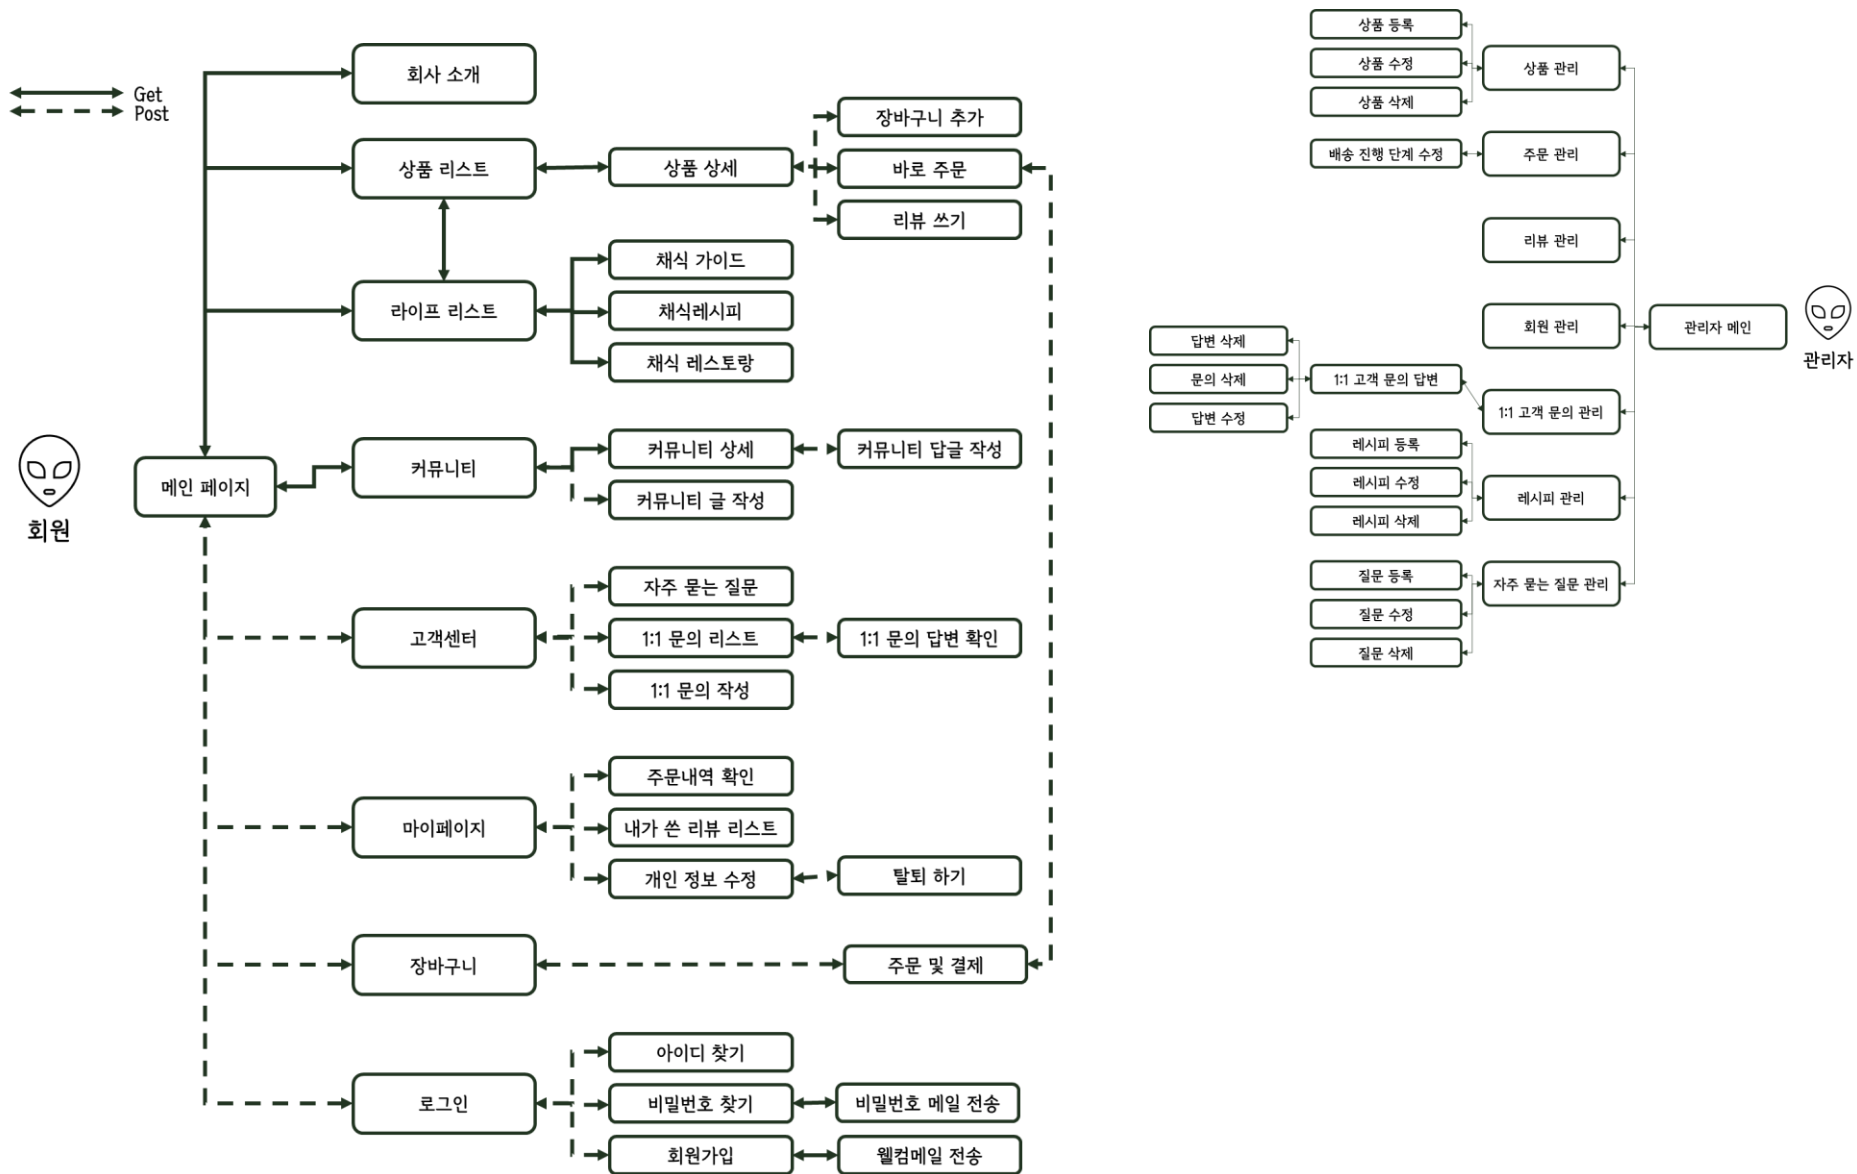 Get
Post
회사 소개
상품 리스트
상품 상세
장바구니 추가
바로 주문
리뷰 쓰기
라이프 리스트
채식 가이드
채식레시피
채식 레스토랑
회원
메인 페이지
커뮤니티
커뮤니티 상세
커뮤니티 답글 작성
커뮤니티 글 작성
고객센터
자주 묻는 질문
1:1 문의 리스트
1:1 문의 답변 확인
1:1 문의 작성
마이페이지
주문내역 확인
내가 쓴 리뷰 리스트
개인 정보 수정
탈퇴 하기
장바구니
주문 및 결제
로그인
아이디 찾기
비밀번호 찾기
비밀번호 메일 전송
회원가입
웰컴메일 전송
상품 등록
상품 수정
상품 삭제
상품 관리
배송 진행 단계 수정
주문 관리
리뷰 관리
회원 관리
관리자 메인
관리자
답변 삭제
문의 삭제
답변 수정
1:1 고객 문의 답변
1:1 고객 문의 관리
레시피 등록
레시피 수정
레시피 삭제
레시피 관리
질문 등록
질문 수정
질문 삭제
자주 묻는 질문 관리